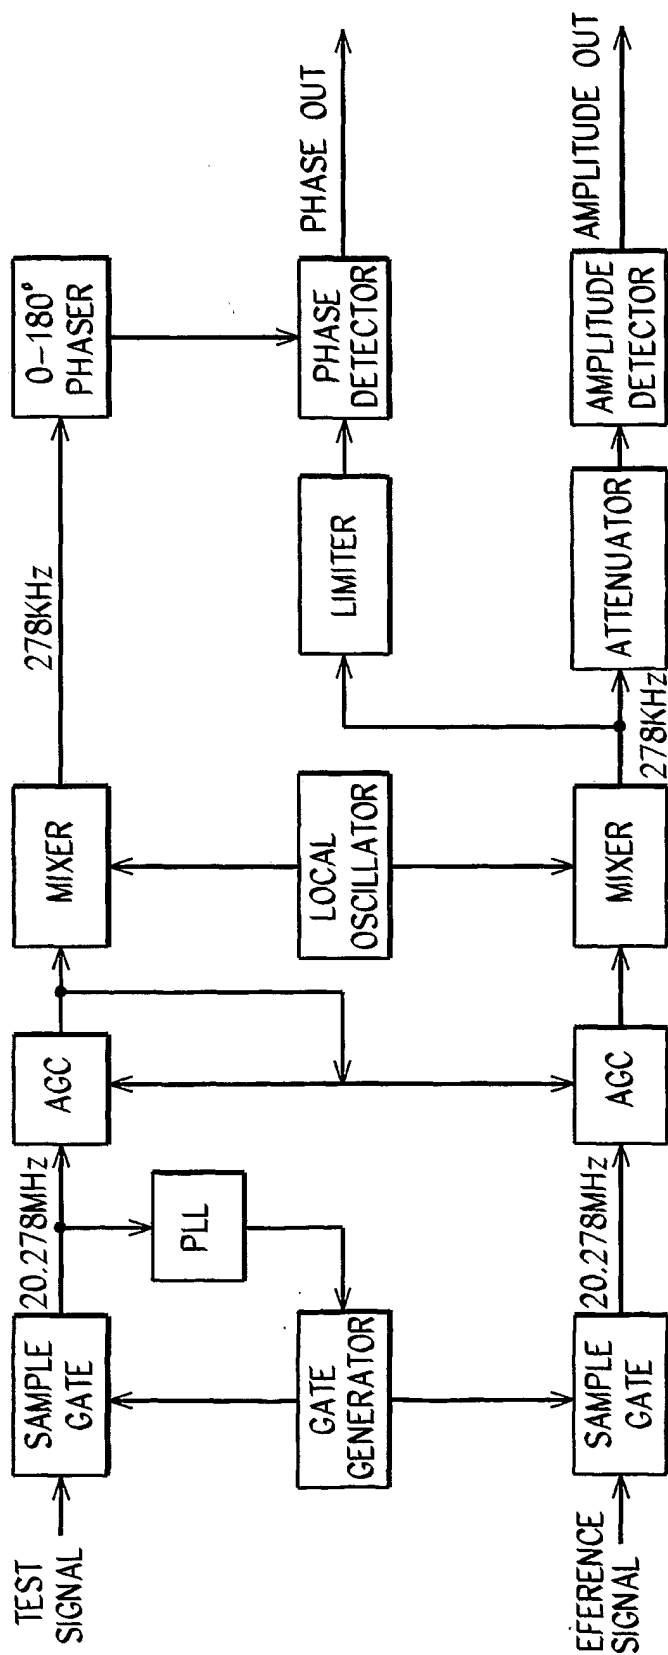 TEST
SIGNAL
SAMPLE
GATE
20.278MHz
AGC
MIXER
278KHz
0-180°
PHASER
PLL
GATE
GENERATOR
LOCAL
OSCILLATOR
LIMITER
PHASE
DETECTOR
PHASE OUT
EFERENCE
SIGNAL
SAMPLE
GATE
20.278MHz
AGC
MIXER
278KHz
ATTENUATOR
AMPLITUDE
DETECTOR
AMPLITUDE OUT